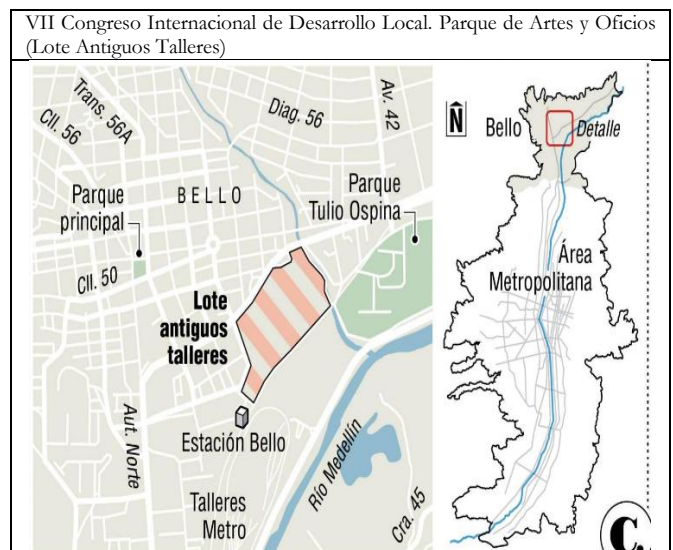 VII Congreso Internacional de Desarrollo Local. Parque de Artes y Oficios
(Lote Antiguos Talleres)
Trans. 56A
Cll. 56
Diag. 56
Av. 42
BELLO
Parque
principal
Parque
Tulio Ospina
Cll. 50
Lote
antiguos
talleres
Aut. Norte
Estación Bello
Talleres
Metro
Río Medellín
Cra. 45
N
Bello
Detalle
Área
Metropolitana
C.